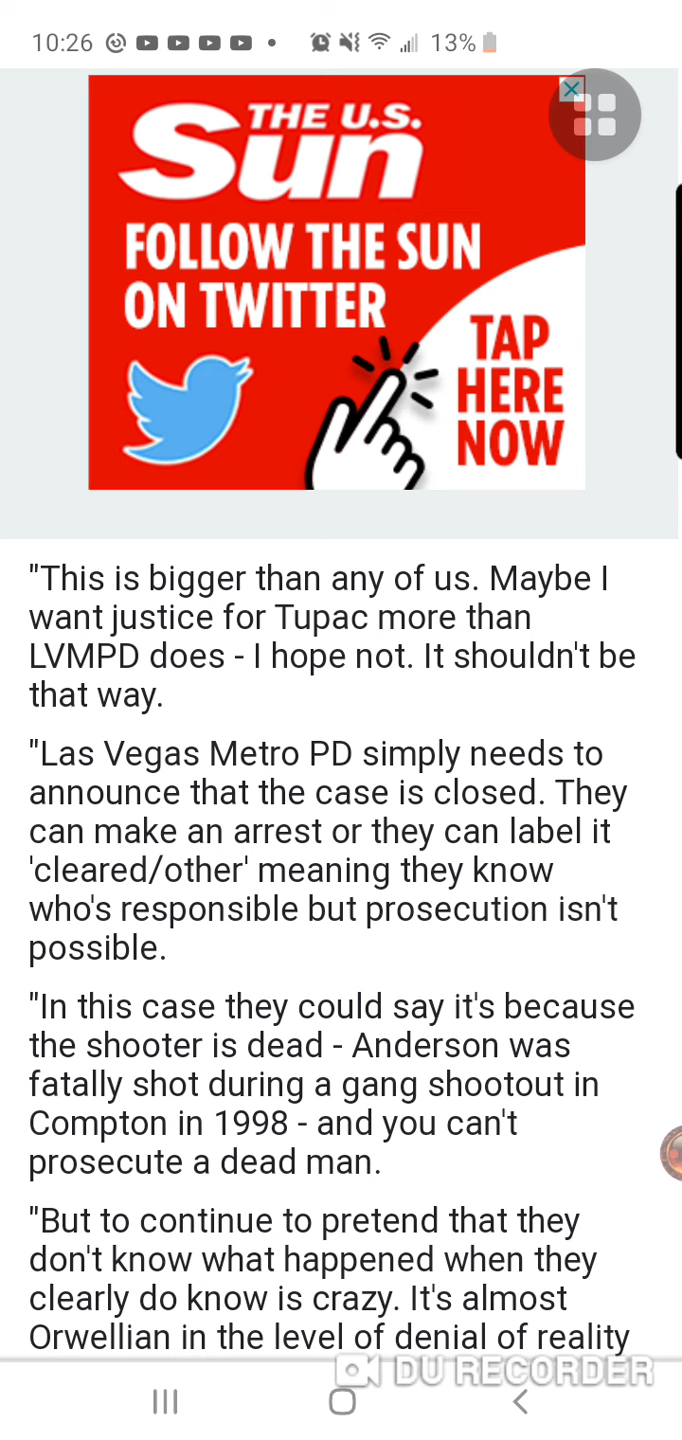 10:26
13%
THE U.S.
Sun
FOLLOW THE SUN
ON TWITTER
TAP
HERE
NOW
"This is bigger than any of us. Maybe I
want justice for Tupac more than
LVMPD does - I hope not. It shouldn't be
that way.
"Las Vegas Metro PD simply needs to
announce that the case is closed. They
can make an arrest or they can label it
'cleared/other' meaning they know
who's responsible but prosecution isn't
possible.
"In this case they could say it's because
the shooter is dead - Anderson was
fatally shot during a gang shootout in
Compton in 1998 - and you can't
prosecute a dead man.
"But to continue to pretend that they
don't know what happened when they
clearly do know is crazy. It's almost
Orwellian in the level of denial of reality
DU RECORDER